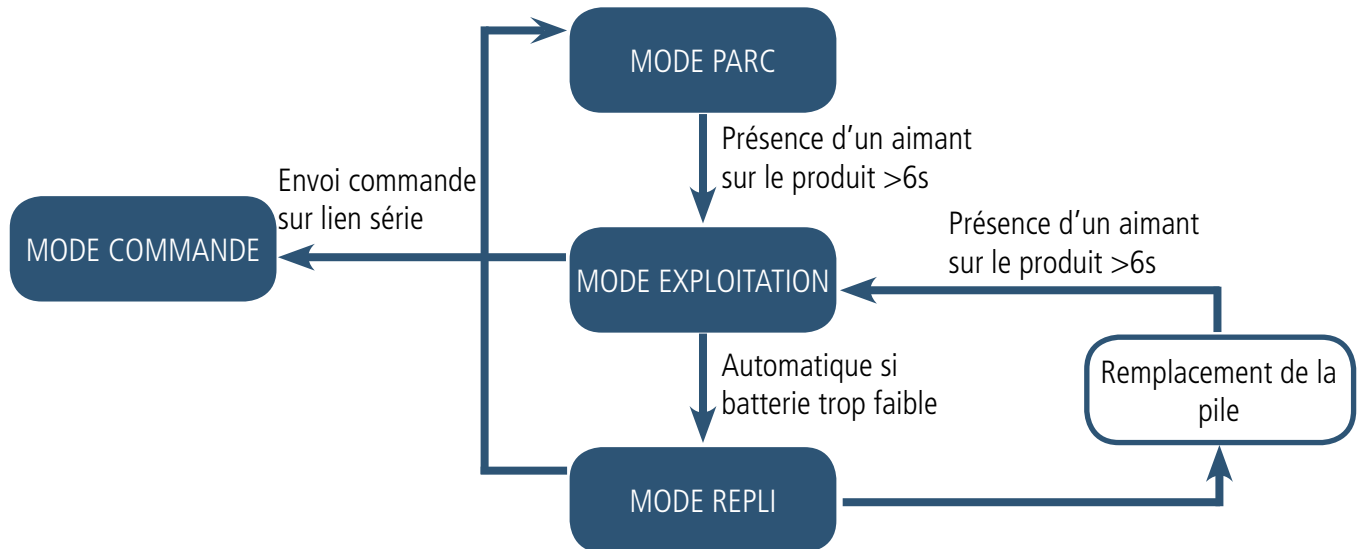 MODE PARC
Présence d’un aimant
sur le produit >6s
Envoi commande
sur lien série
MODE COMMANDE
Présence d’un aimant
sur le produit >6s
MODE EXPLOITATION
Automatique si
batterie trop faible
Remplacement de la
pile
MODE REPLI